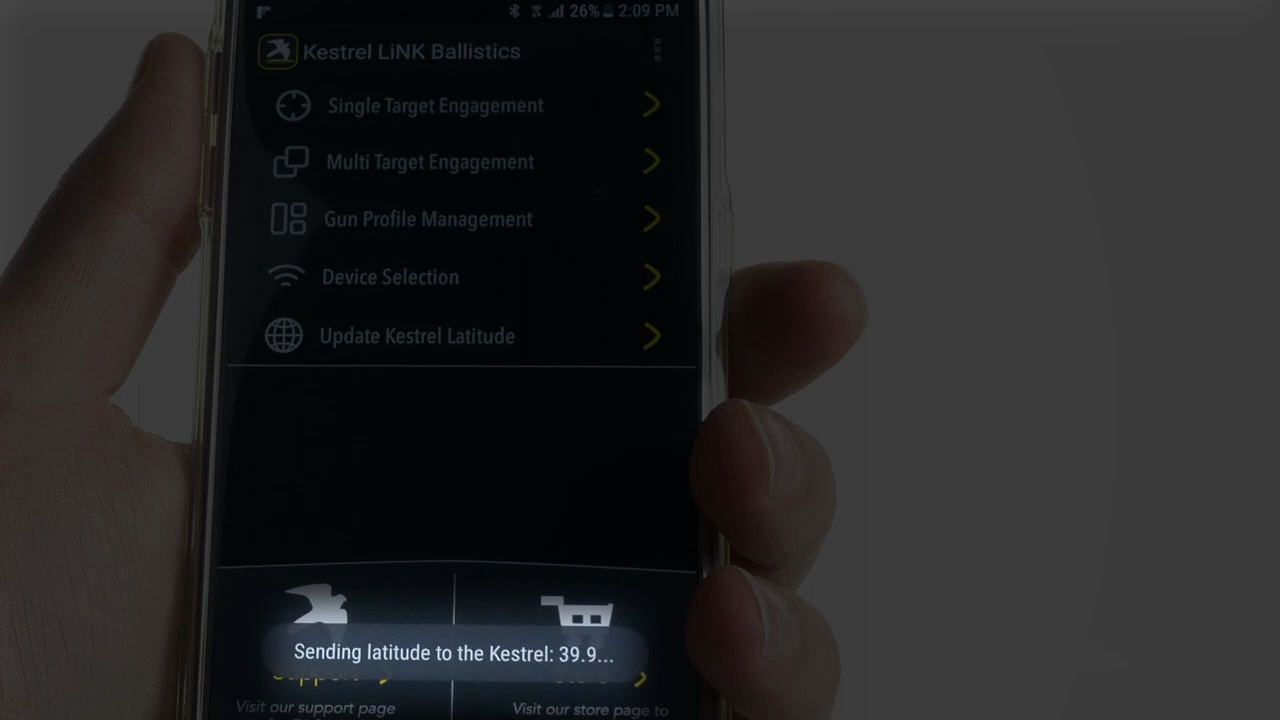 26% 2:09 PM
Kestrel LiNK Ballistics
Single Target Engagement
Multi Target Engagement
Gun Profile Management
Device Selection
Update Kestrel Latitude
Sending latitude to the Kestrel: 39.9...
Support
Visit our support page
Visit our store page to